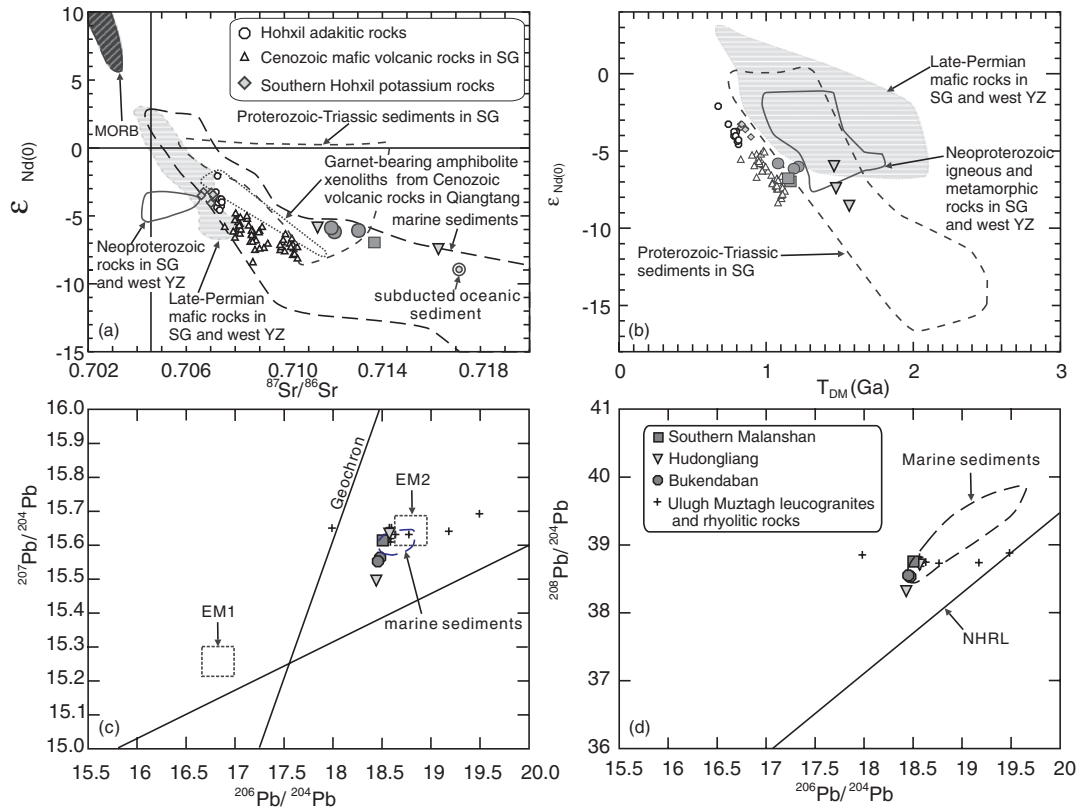 10
5
0
-5
-10
-15
ε Nd(0)
Hohxil adakitic rocks
Cenozoic mafic volcanic rocks in SG
Southern Hohxil potassium rocks
MORB
Proterozoic-Triassic sediments in SG
Garnet-bearing amphibolite
xenoliths from Cenozoic
volcanic rocks in Qiangtang
marine sediments
Neoproterozoic
rocks in SG
and west YZ
Late-Permian
mafic rocks in
SG and west YZ
subducted oceanic
sediment
(a)
0.702
0.706
0.710
0.714
0.718
87Sr/86Sr
0
-5
-10
-15
ε Nd(0)
Late-Permian
mafic rocks in
SG and west YZ
Neoproterozoic
igneous and
metamorphic
rocks in SG
and west YZ
Proterozoic-Triassic
sediments in SG
(b)
0
1
2
3
TDM(Ga)
16.0
15.9
15.8
15.7
15.6
15.5
15.4
15.3
15.2
15.1
15.0
207Pb/204Pb
Geochron
EM2
EM1
marine sediments
(c)
15.5
16
16.5
17
17.5
18
18.5
19
20.0
206Pb/204Pb
41
40
39
38
37
36
208Pb/204Pb
Southern Malanshan
Hudongliang
Bukendaban
Ulugh Muztagh leucogranites
and rhyolitic rocks
Marine sediments
NHRL
(d)
15.5
16
16.5
17
17.5
18
18.5
19
19.5
20
206Pb/204Pb